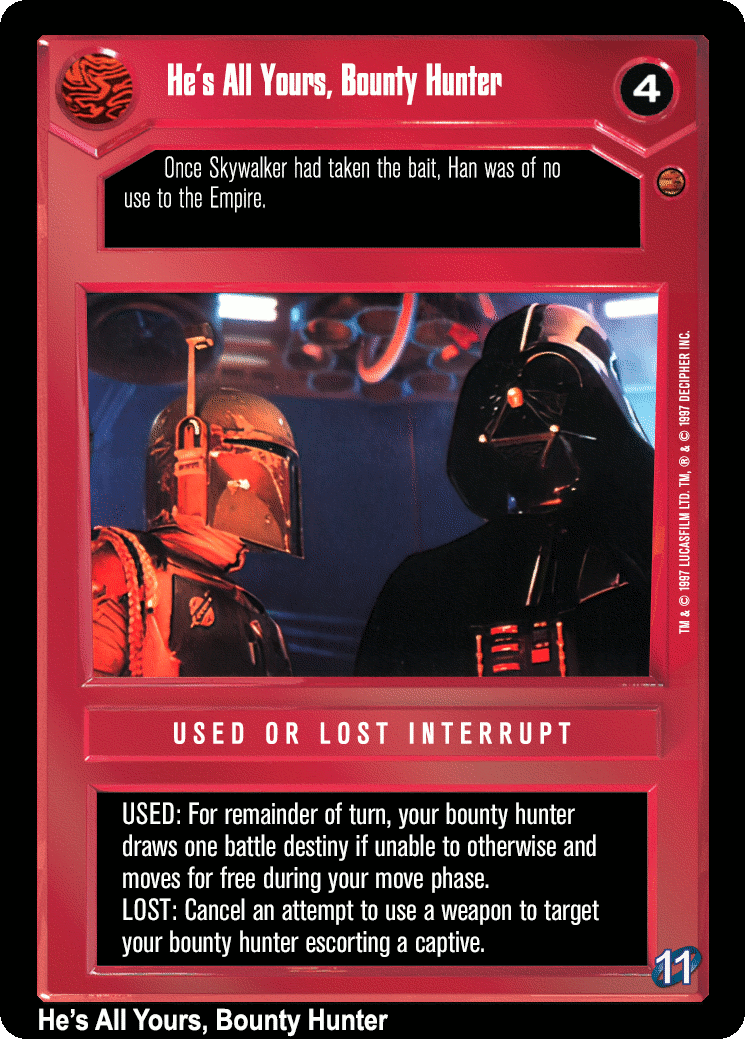 He's All Yours, Bounty Hunter
4
Once Skywalker had taken the bait, Han was of no
use to the Empire.
TM & © 1997 LUCASFILM LTD. TM, ® & © 1997 DECIPHER INC.
USED OR LOST INTERRUPT
USED: For remainder of turn, your bounty hunter
draws one battle destiny if unable to otherwise and
moves for free during your move phase.
LOST: Cancel an attempt to use a weapon to target
your bounty hunter escorting a captive.
11
He's All Yours, Bounty Hunter